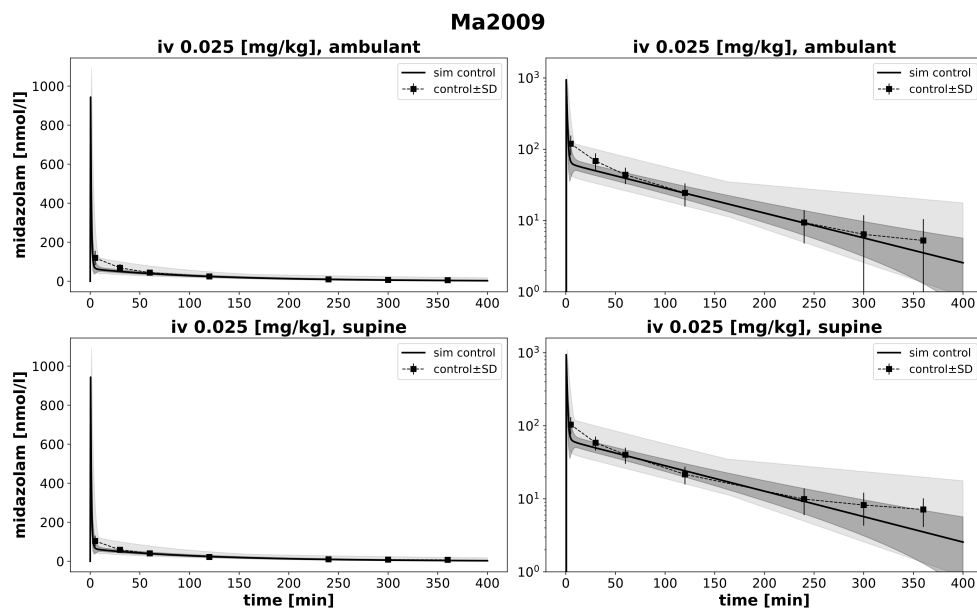 Ma2009
iv 0.025 [mg/kg], ambulant
midazolam [nmol/l]
1000
800
600
400
200
0
0 50 100 150 200 250 300 350 400
sim control
control±SD
iv 0.025 [mg/kg], ambulant
10³
10²
10¹
10⁰
0 50 100 150 200 250 300 350 400
sim control
control±SD
iv 0.025 [mg/kg], supine
midazolam [nmol/l]
1000
800
600
400
200
0
0 50 100 150 200 250 300 350 400
time [min]
sim control
control±SD
iv 0.025 [mg/kg], supine
10³
10²
10¹
10⁰
0 50 100 150 200 250 300 350 400
time [min]
sim control
control±SD